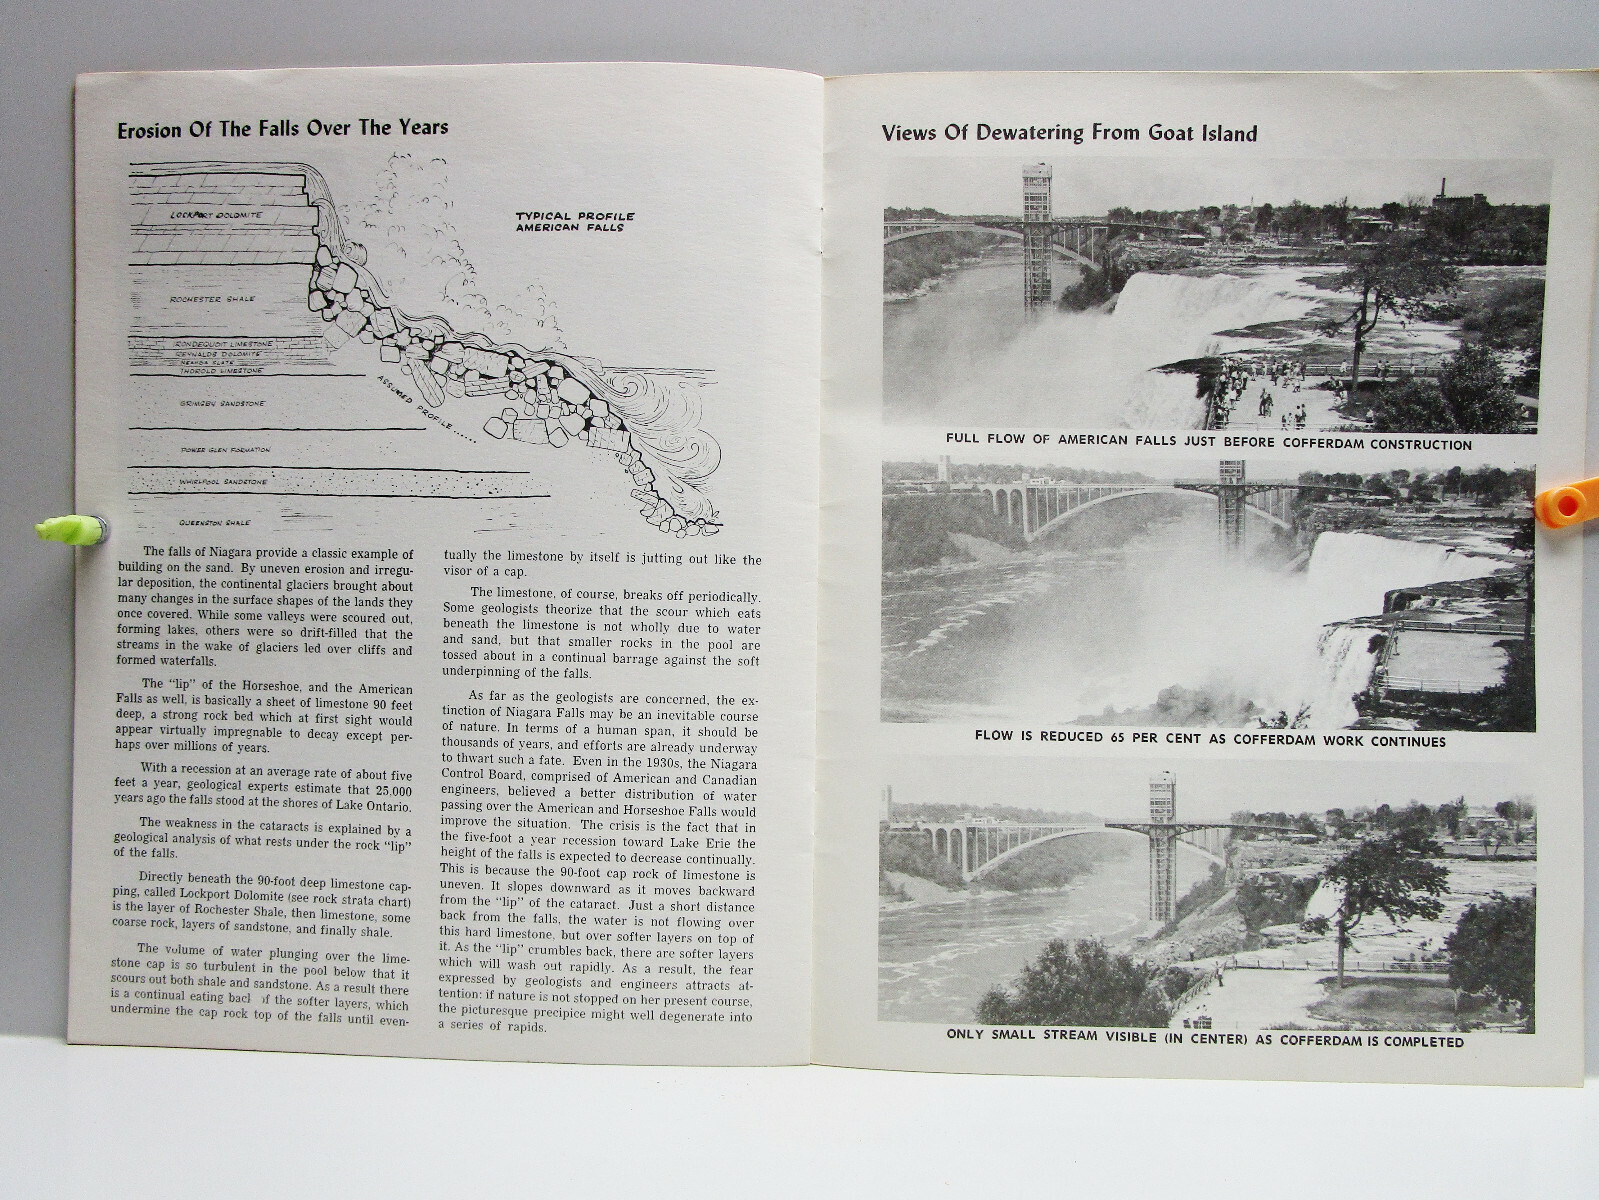 Erosion Of The Falls Over The Years
TYPICAL PROFILE
AMERICAN FALLS
LOCKPORT DOLOMITE
ROCHESTER SHALE
IRONDEQUOIT LIMESTONE
REYNALDS DOLOMITE
NEAHGA SLATE
THOROLD LIMESTONE
GRIMSBY SANDSTONE
POWER GLEN FORMATION
WHIRLPOOL SANDSTONE
QUEENSTON SHALE
ASSUMED PROFILE......
The falls of Niagara provide a classic example of
building on the sand. By uneven erosion and irregu-
lar deposition, the continental glaciers brought about
many changes in the surface shapes of the lands they
once covered. While some valleys were scoured out,
forming lakes, others were so drift-filled that the
streams in the wake of glaciers led over cliffs and
formed waterfalls.
The "lip" of the Horseshoe, and the American
Falls as well, is basically a sheet of limestone 90 feet
deep, a strong rock bed which at first sight would
appear virtually impregnable to decay except per-
haps over millions of years.
With a recession at an average rate of about five
feet a year, geological experts estimate that 25,000
years ago the falls stood at the shores of Lake Ontario.
The weakness in the cataracts is explained by a
geological analysis of what rests under the rock "lip"
of the falls.
Directly beneath the 90-foot deep limestone cap-
ping, called Lockport Dolomite (see rock strata chart)
is the layer of Rochester Shale, then limestone, some
coarse rock, layers of sandstone, and finally shale.
The volume of water plunging over the lime-
stone cap is so turbulent in the pool below that it
scours out both shale and sandstone. As a result there
is a continual eating back of the softer layers, which
undermine the cap rock top of the falls until even-
tually the limestone by itself is jutting out like the
visor of a cap.
The limestone, of course, breaks off periodically.
Some geologists theorize that the scour which eats
beneath the limestone is not wholly due to water
and sand, but that smaller rocks in the pool are
tossed about in a continual barrage against the soft
underpinning of the falls.
As far as the geologists are concerned, the ex-
tinction of Niagara Falls may be an inevitable course
of nature. In terms of a human span, it should be
thousands of years, and efforts are already underway
to thwart such a fate. Even in the 1930s, the Niagara
Control Board, comprised of American and Canadian
engineers, believed a better distribution of water
passing over the American and Horseshoe Falls would
improve the situation. The crisis is the fact that in
the five-foot a year recession toward Lake Erie the
height of the falls is expected to decrease continually.
This is because the 90-foot cap rock of limestone is
uneven. It slopes downward as it moves backward
from the "lip" of the cataract. Just a short distance
back from the falls, the water is not flowing over
this hard limestone, but over softer layers on top of
it. As the "lip" crumbles back, there are softer layers
which will wash out rapidly. As a result, the fear
expressed by geologists and engineers attracts at-
tention: if nature is not stopped on her present course,
the picturesque precipice might well degenerate into
a series of rapids.
Views Of Dewatering From Goat Island
FULL FLOW OF AMERICAN FALLS JUST BEFORE COFFERDAM CONSTRUCTION
FLOW IS REDUCED 65 PER CENT AS COFFERDAM WORK CONTINUES
ONLY SMALL STREAM VISIBLE (IN CENTER) AS COFFERDAM IS COMPLETED